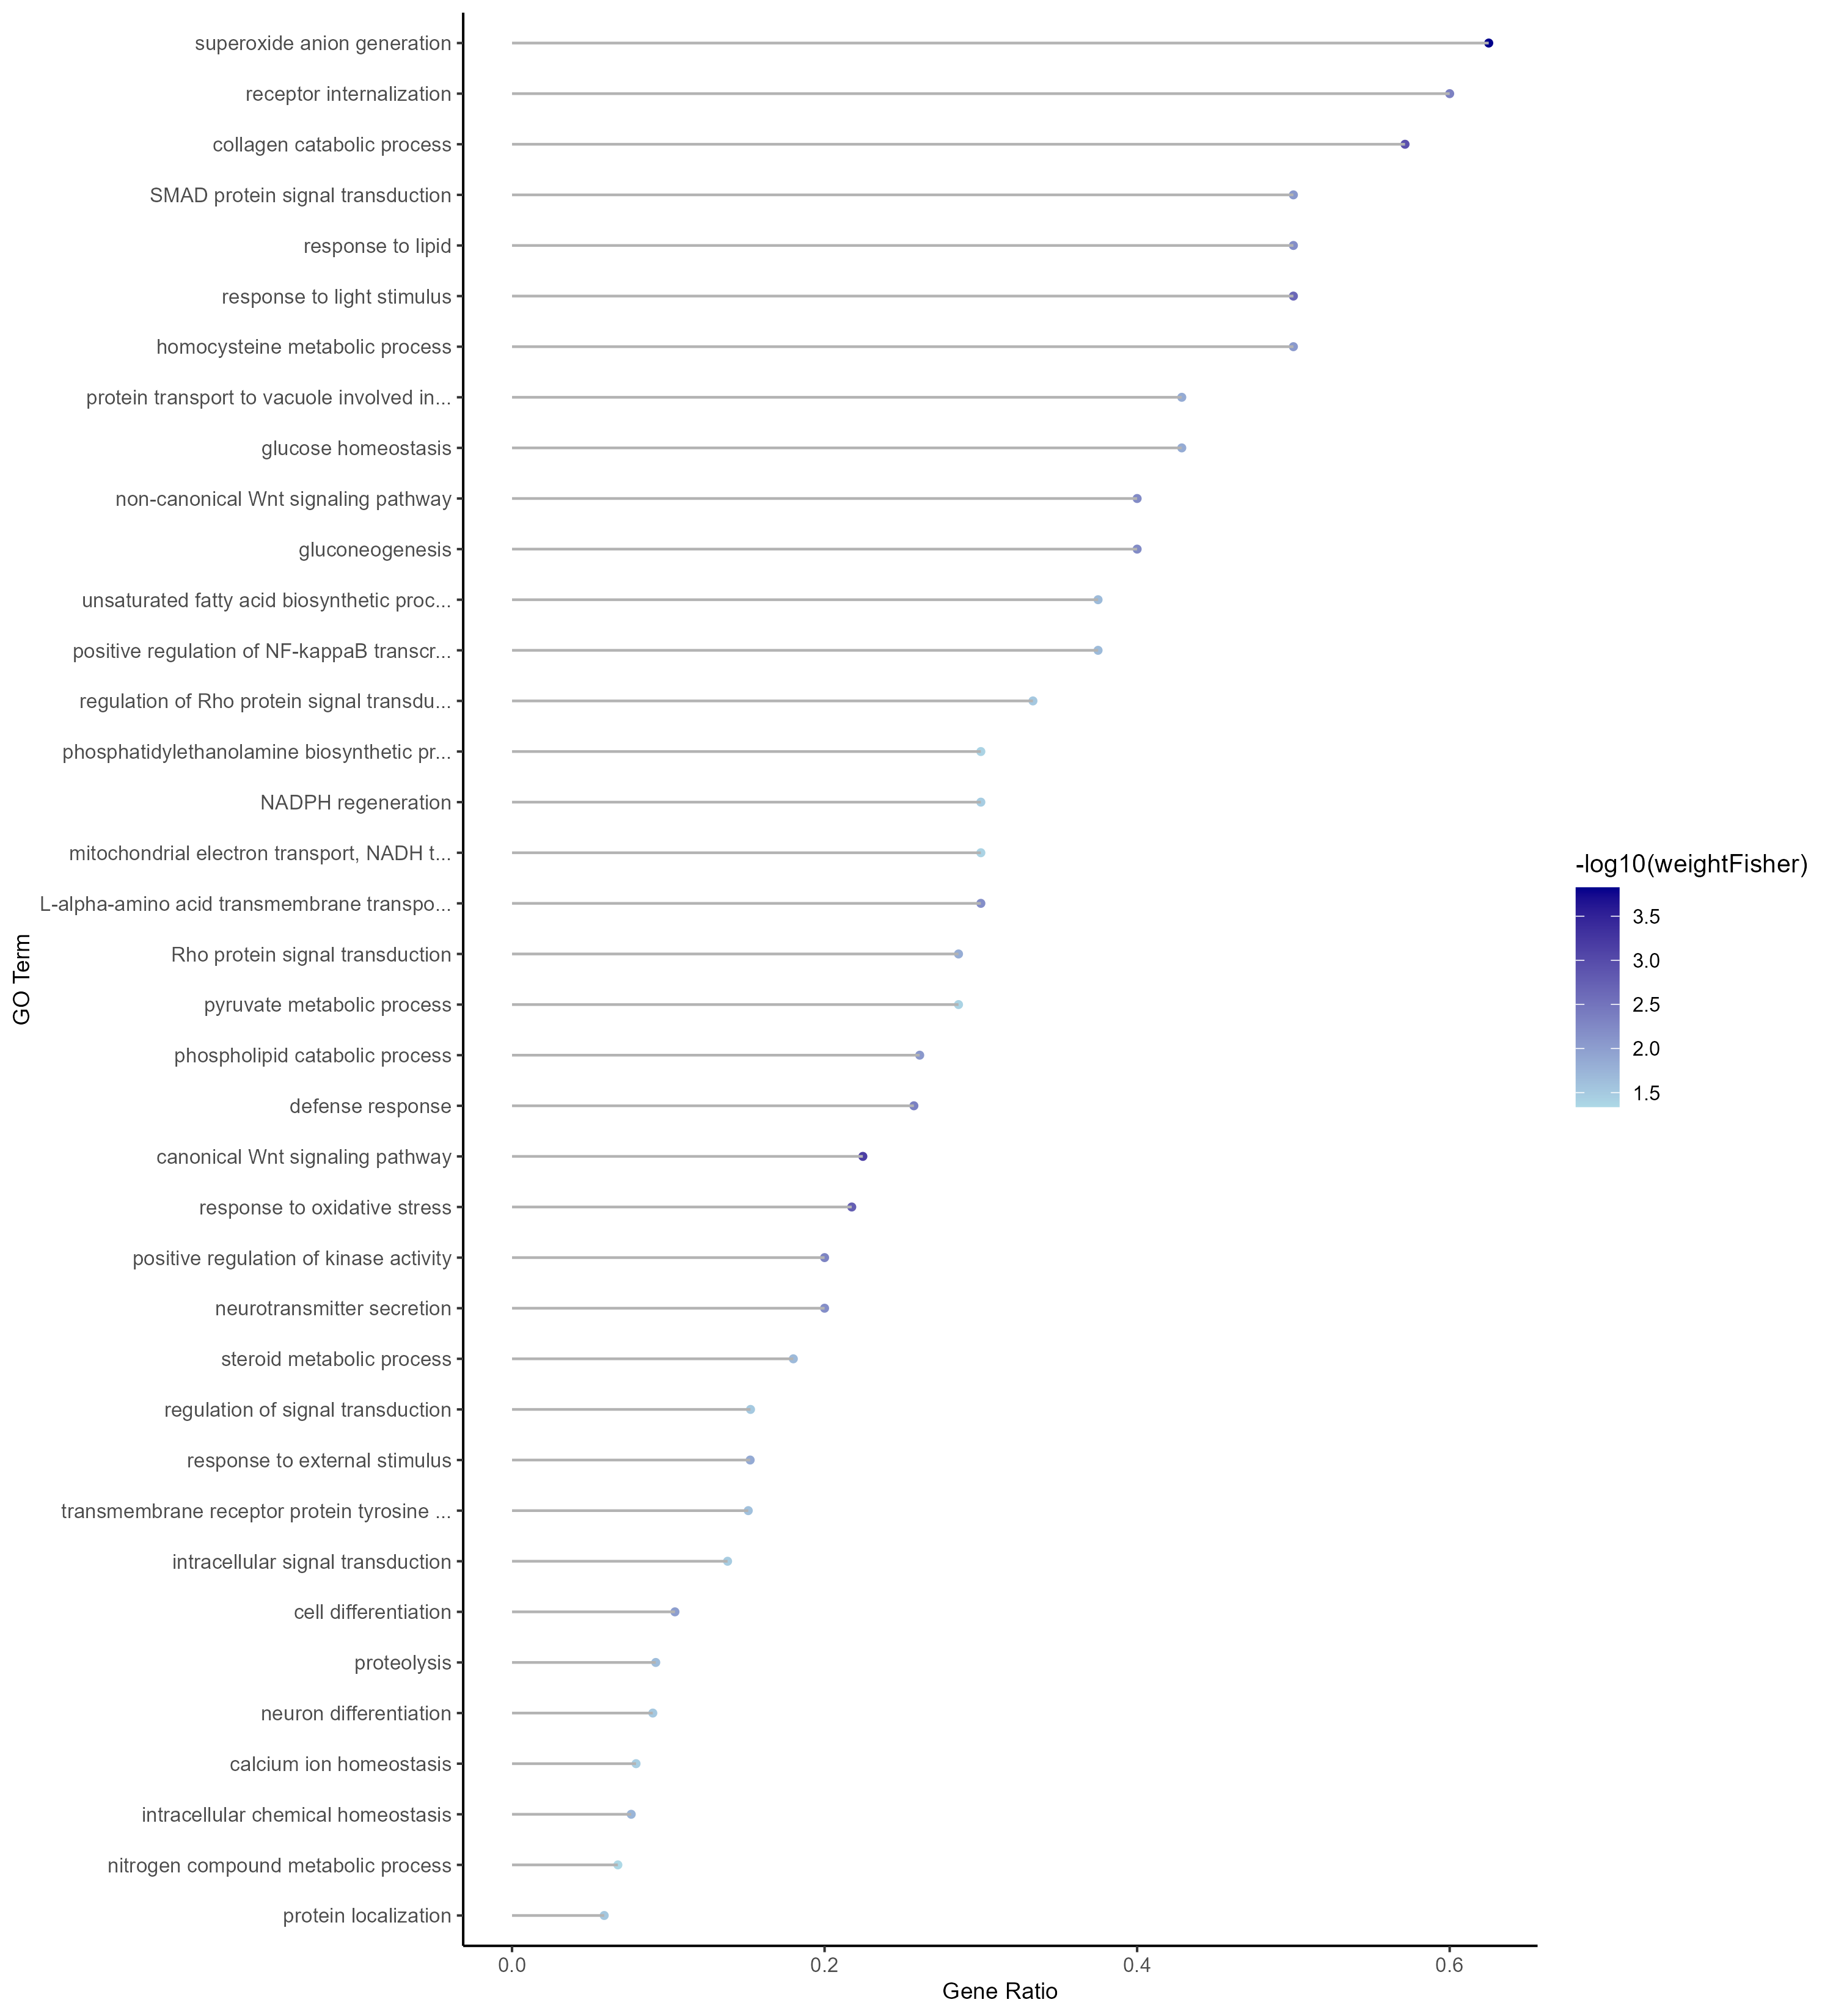 superoxide anion generation
receptor internalization
collagen catabolic process
SMAD protein signal transduction
response to lipid
response to light stimulus
homocysteine metabolic process
protein transport to vacuole involved in...
glucose homeostasis
non-canonical Wnt signaling pathway
gluconeogenesis
unsaturated fatty acid biosynthetic proc...
positive regulation of NF-kappaB transcr...
regulation of Rho protein signal transdu...
phosphatidylethanolamine biosynthetic pr...
NADPH regeneration
mitochondrial electron transport, NADH t...
L-alpha-amino acid transmembrane transpo...
Rho protein signal transduction
pyruvate metabolic process
phospholipid catabolic process
defense response
canonical Wnt signaling pathway
response to oxidative stress
positive regulation of kinase activity
neurotransmitter secretion
steroid metabolic process
regulation of signal transduction
response to external stimulus
transmembrane receptor protein tyrosine ...
intracellular signal transduction
cell differentiation
proteolysis
neuron differentiation
calcium ion homeostasis
intracellular chemical homeostasis
nitrogen compound metabolic process
protein localization
GO Term
0.0 0.2 0.4 0.6
Gene Ratio
-log10(weightFisher)
3.5
3.0
2.5
2.0
1.5